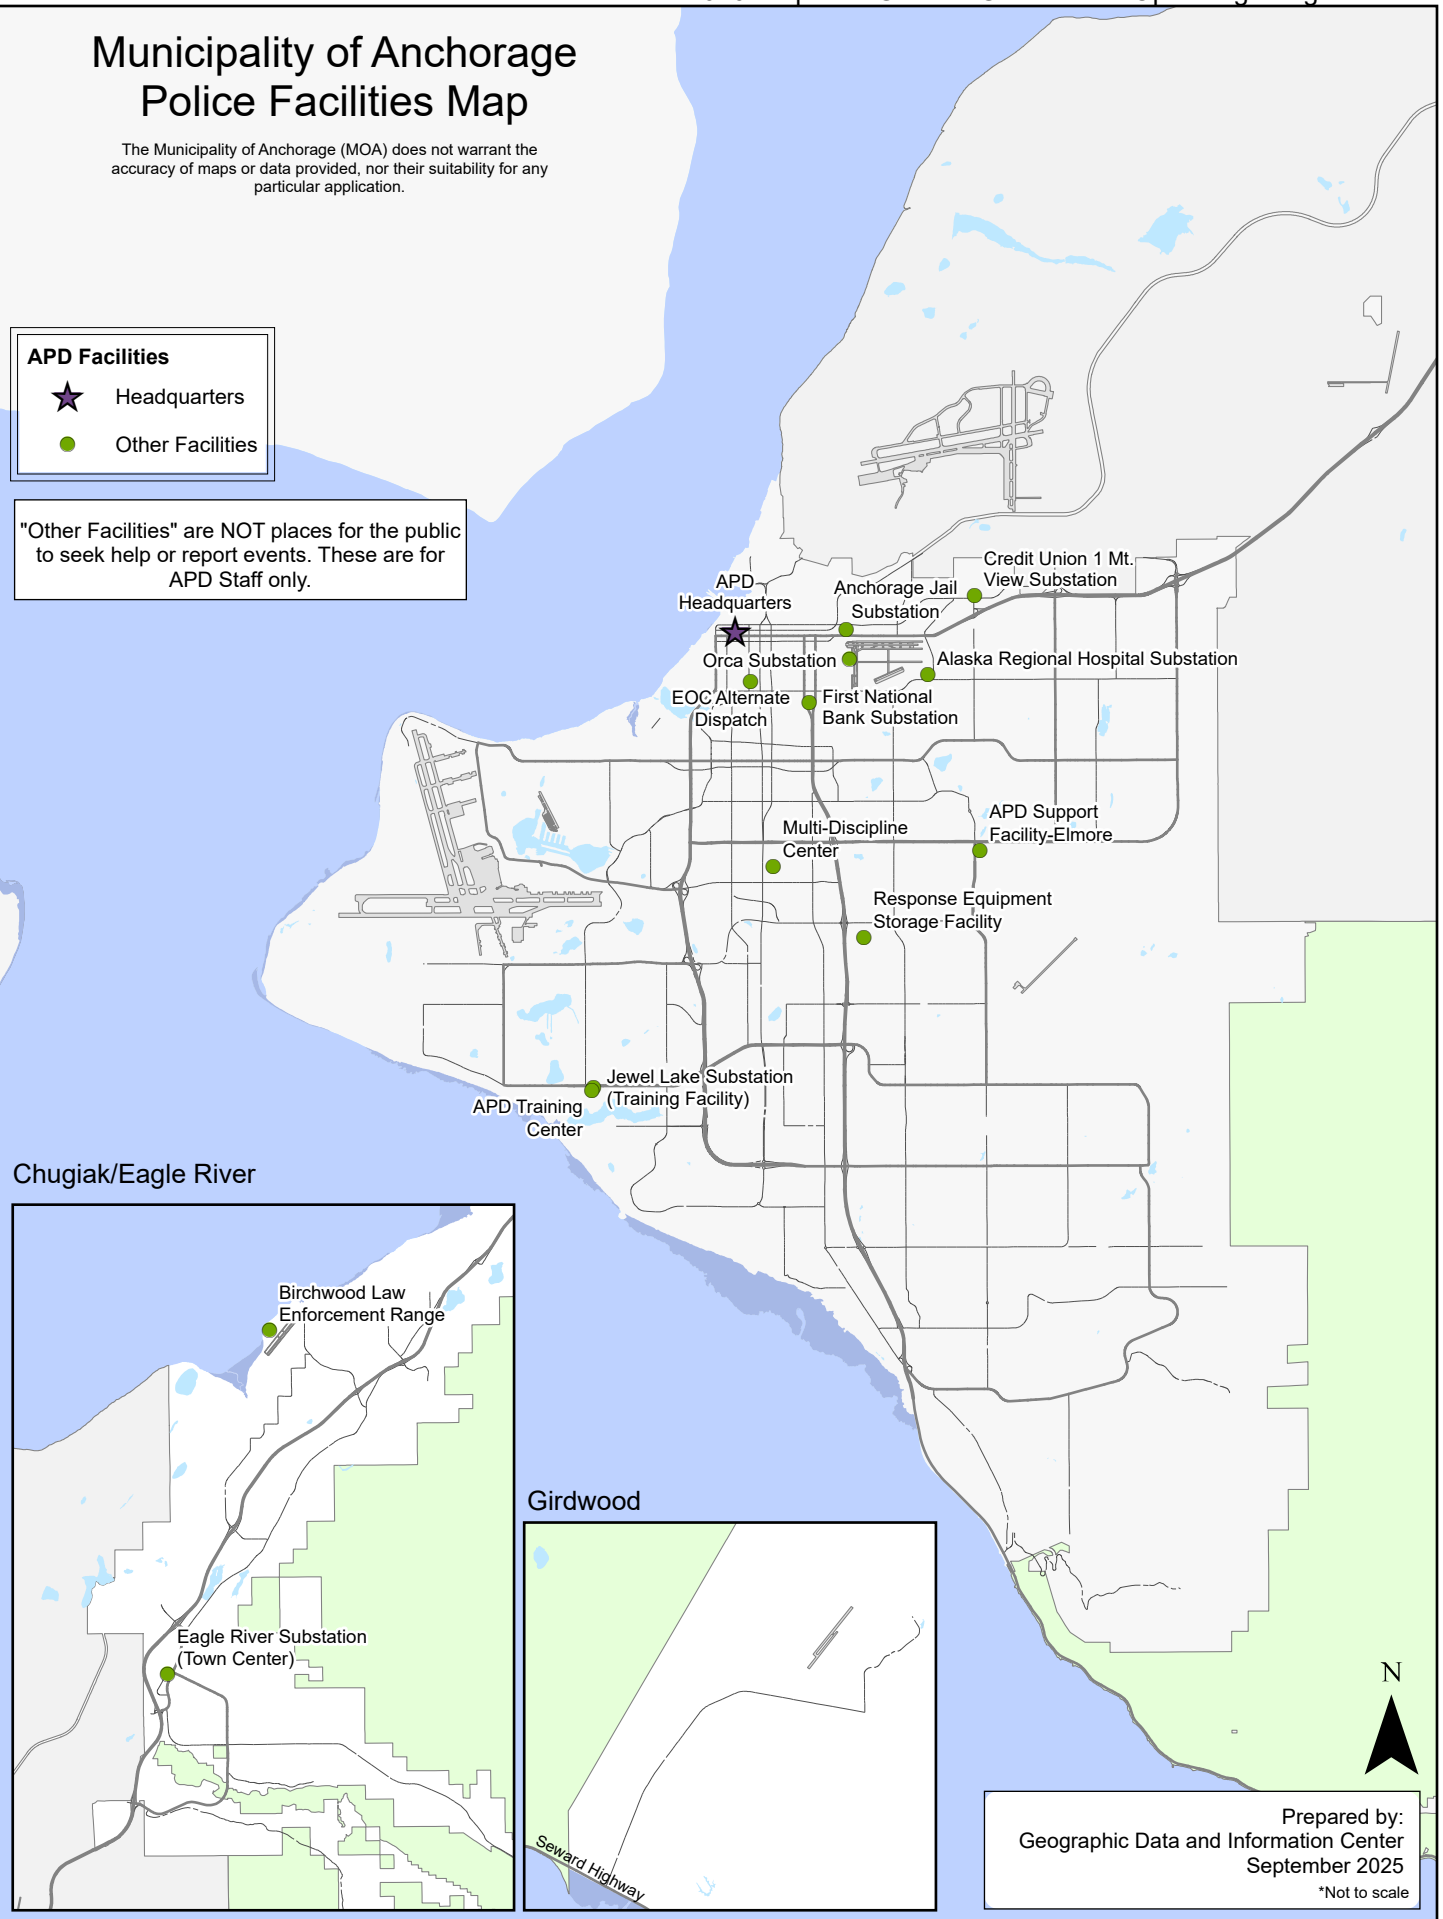 Municipality of Anchorage
Police Facilities Map
The Municipality of Anchorage (MOA) does not warrant the
accuracy of maps or data provided, nor their suitability for any
particular application.
APD Facilities
Headquarters
Other Facilities
"Other Facilities" are NOT places for the public
to seek help or report events. These are for
APD Staff only.
Credit Union 1 Mt.
View Substation
APD
Headquarters
Anchorage Jail
Substation
Orca Substation
Alaska Regional Hospital Substation
EOC Alternate
Dispatch
First National
Bank Substation
APD Support
Facility-Elmore
Multi-Discipline
Center
Response Equipment
Storage Facility
Jewel Lake Substation
(Training Facility)
APD Training
Center
Chugiak/Eagle River
Birchwood Law
Enforcement Range
Eagle River Substation
(Town Center)
Girdwood
Seward Highway
N
Prepared by:
Geographic Data and Information Center
September 2025
*Not to scale